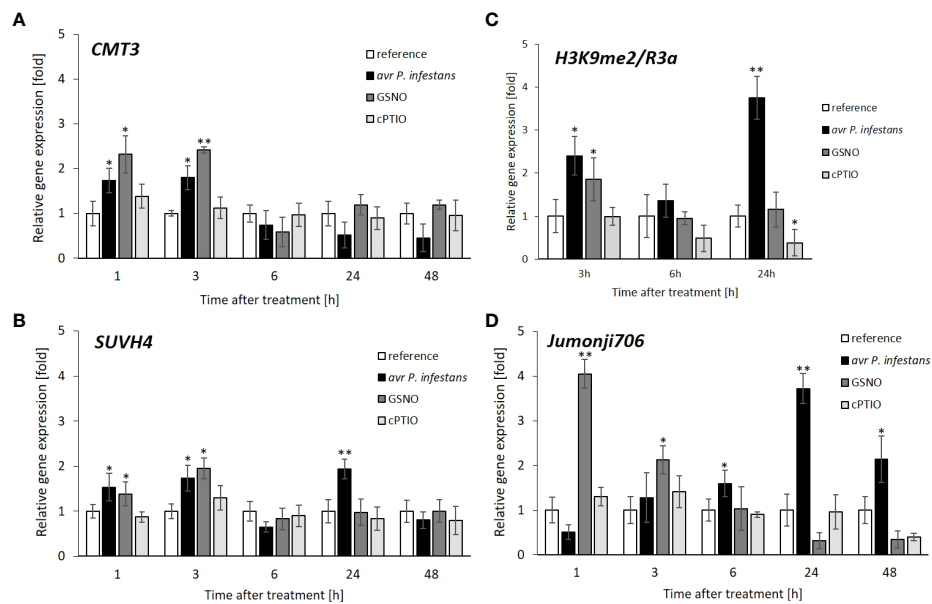 A
CMT3
Relative gene expression [fold]
5
4
3
2
1
0
reference
avr P. infestans
GSNO
cPTIO
*
*
*
**
1
3
6
24
48
Time after treatment [h]
B
SUVH4
Relative gene expression [fold]
5
4
3
2
1
0
reference
avr P. infestans
GSNO
cPTIO
*
*
*
*
**
1
3
6
24
48
Time after treatment [h]
C
H3K9me2/R3a
Relative gene expression [fold]
5
4
3
2
1
0
reference
avr P. infestans
GSNO
cPTIO
*
*
**
*
3h
6h
24h
Time after treatment [h]
D
Jumonji706
Relative gene expression [fold]
5
4
3
2
1
0
reference
avr P. infestans
GSNO
cPTIO
**
*
*
**
*
1
3
6
24
48
Time after treatment [h]